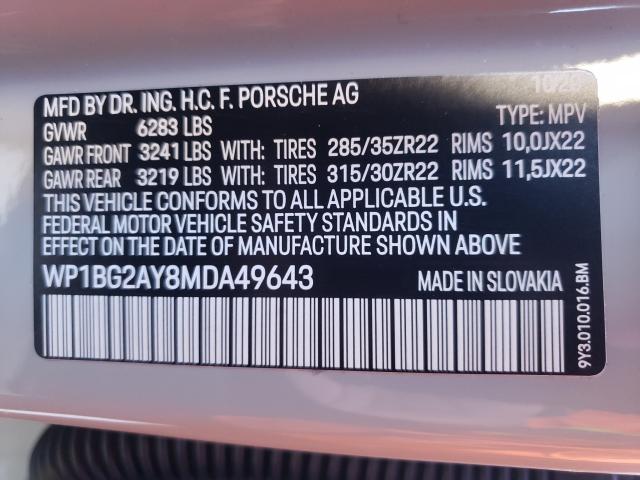 MFD BY DR. ING. H.C. F. PORSCHE AG
GVWR 6283 LBS TYPE: MPV
GAWR FRONT 3241 LBS WITH: TIRES 285/35ZR22 RIMS 10,0JX22
GAWR REAR 3219 LBS WITH: TIRES 315/30ZR22 RIMS 11,5JX22
THIS VEHICLE CONFORMS TO ALL APPLICABLE U.S.
FEDERAL MOTOR VEHICLE SAFETY STANDARDS IN
EFFECT ON THE DATE OF MANUFACTURE SHOWN ABOVE.
WP1BG2AY8MDA49643 MADE IN SLOVAKIA
9Y3.010.016.BM